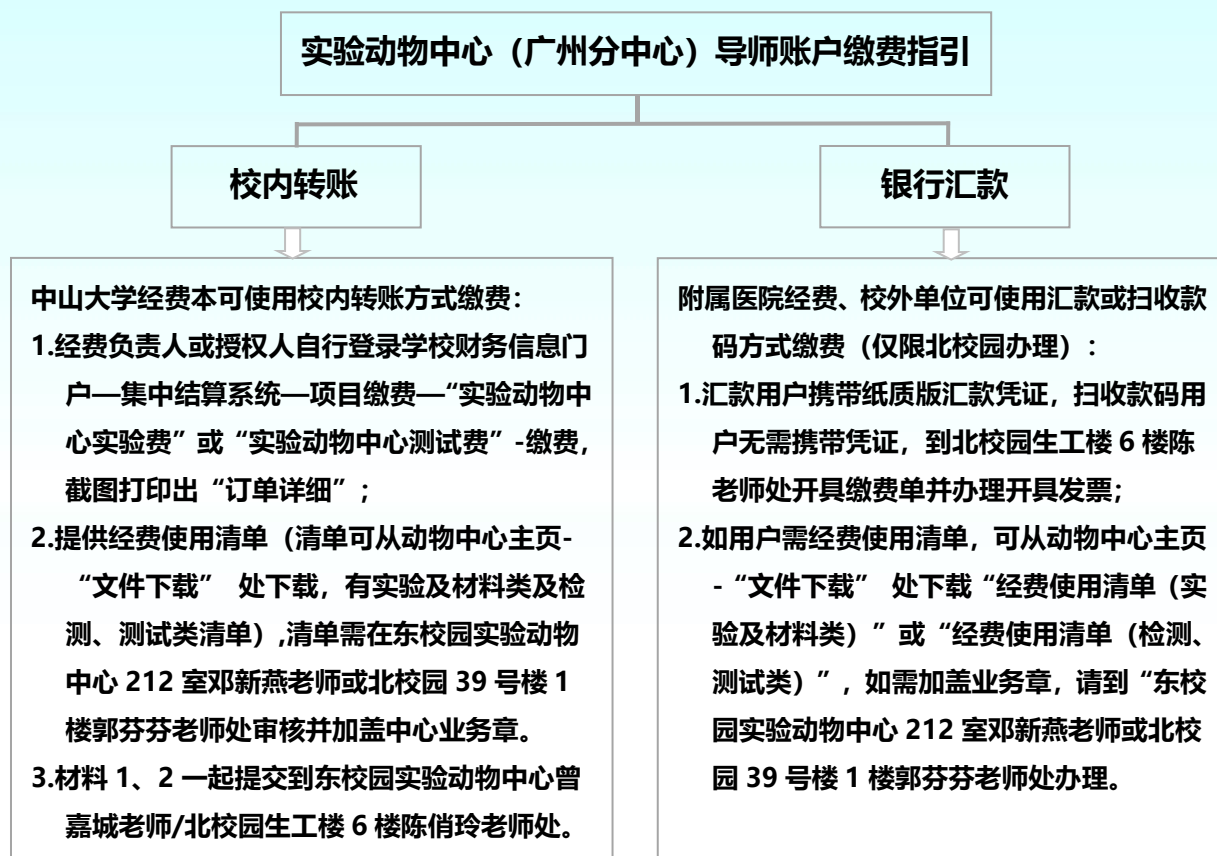 实验动物中心（广州分中心）导师账户缴费指引
校内转账
中山大学经费本可使用校内转账方式缴费：
1.经费负责人或授权人自行登录学校财务信息门
户—集中结算系统—项目缴费—“实验动物中
心实验费”或“实验动物中心测试费”-缴费，
截图打印出“订单详细”；
2.提供经费使用清单（清单可从动物中心主页-
“文件下载” 处下载，有实验及材料类及检
测、测试类清单）,清单需在东校园实验动物
中心 212 室邓新燕老师或北校园 39 号楼 1
楼郭芬芬老师处审核并加盖中心业务章。
3.材料 1、2 一起提交到东校园实验动物中心曾
嘉城老师/北校园生工楼 6 楼陈俏玲老师处。
银行汇款
附属医院经费、校外单位可使用汇款或扫收款
码方式缴费（仅限北校园办理）：
1.汇款用户携带纸质版汇款凭证，扫收款码用
户无需携带凭证，到北校园生工楼 6 楼陈
老师处开具缴费单并办理开具发票；
2.如用户需经费使用清单，可从动物中心主页
-“文件下载” 处下载“经费使用清单（实
验及材料类）”或“经费使用清单（检测、
测试类）”, 如需加盖业务章，请到“东校
园实验动物中心 212 室邓新燕老师或北校
园 39 号楼 1 楼郭芬芬老师处办理。